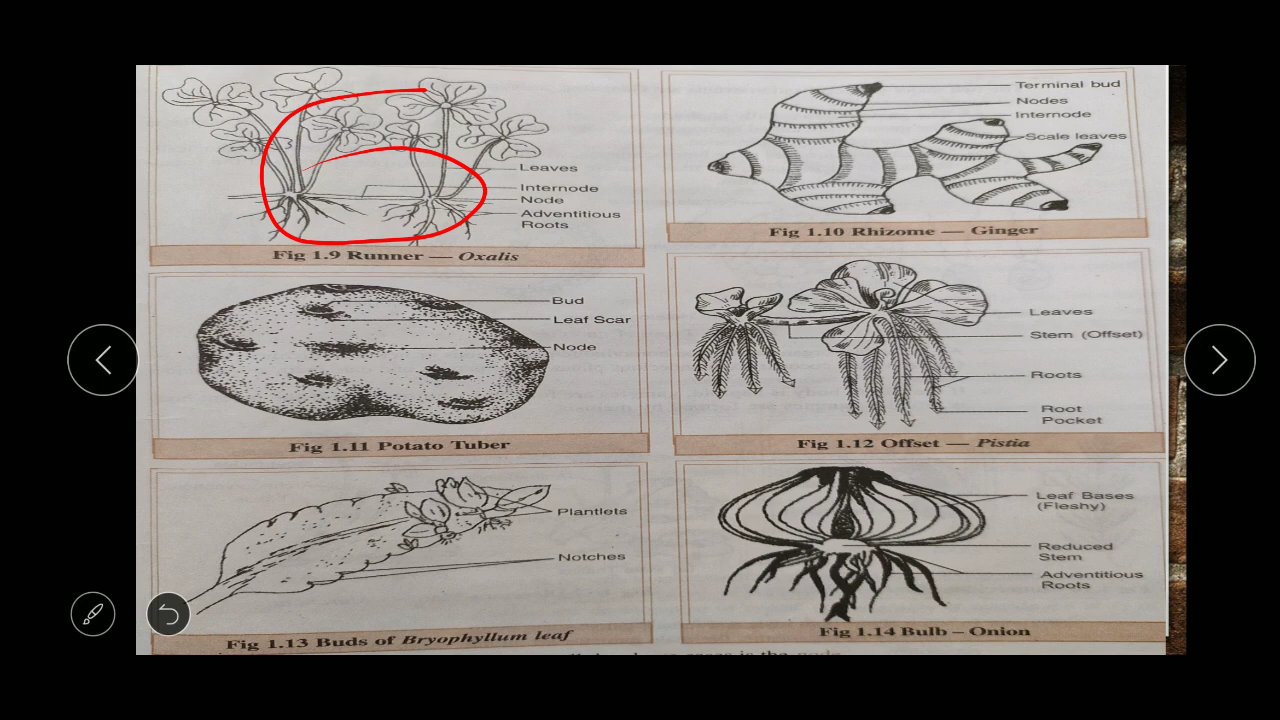 Leaves
Internode
Node
Adventitious
Roots
Fig 1.9 Runner — Oxalis
Terminal bud
Nodes
Internode
Scale leaves
Fig 1.10 Rhizome — Ginger
Bud
Leaf Scar
Node
Fig 1.11 Potato Tuber
Leaves
Stem (Offset)
Roots
Root
Pocket
Fig 1.12 Offset — Pistia
Plantlets
Notches
Fig 1.13 Buds of Bryophyllum leaf
Leaf Bases
(Fleshy)
Reduced
Stem
Adventitious
Roots
Fig 1.14 Bulb – Onion